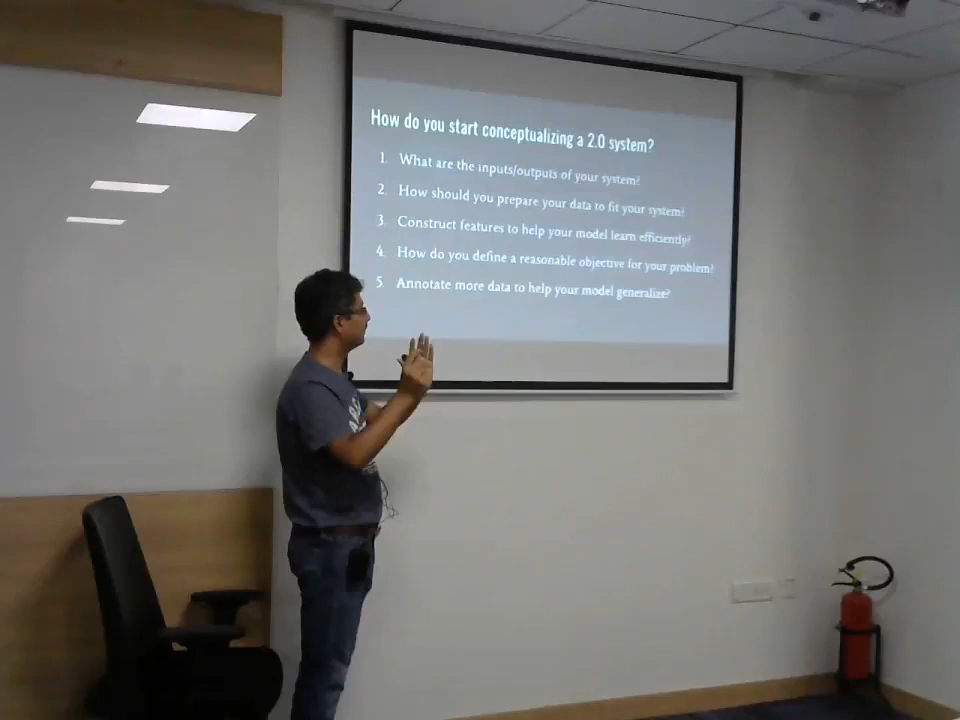 How do you start conceptualizing a 2.0 system?
1. What are the inputs/outputs of your system?
2. How should you prepare your data to fit your system?
3. Construct features to help your model learn efficiently?
4. How do you define a reasonable objective for your problem?
5. Annotate more data to help your model generalize?